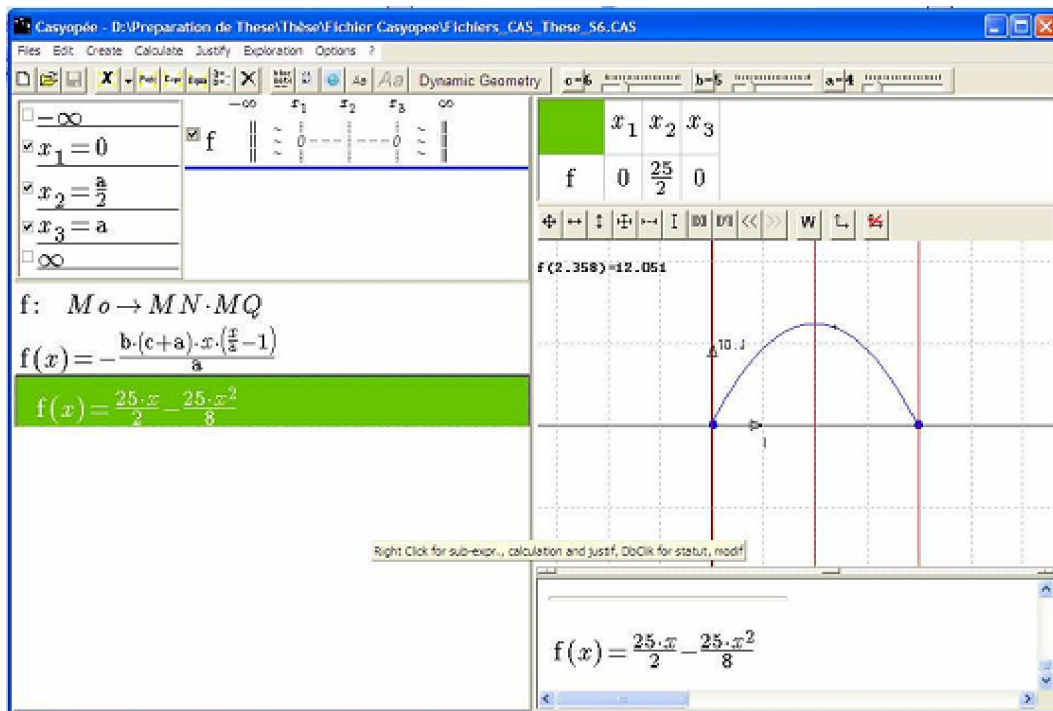 Casyopée - D:\Preparation de These\Thèse\Fichier Casyopee\Fichiers_CAS_These_S6.CAS
Files Edit Create Calculate Justify Exploration Options ?
Dynamic Geometry c=6 b=5 a=4
-∞
x₁ = 0
x₂ = a/2
x₃ = a
∞
-∞ x₁ x₂ x₃ ∞
f ‖ ~ 0 - - - - - - 0 ~ ‖
x₁ x₂ x₃
f 0 25/2 0
W
f(2.358)=12.051
10
1
f: Mo → MN·MQ
f(x) = -b·(c+a)·x·(x/a-1)/a
f(x) = 25·x/2 - 25·x²/8
Right Click for sub-expr., calculation and justif, DbClik for statut, modif
f(x) = 25·x/2 - 25·x²/8